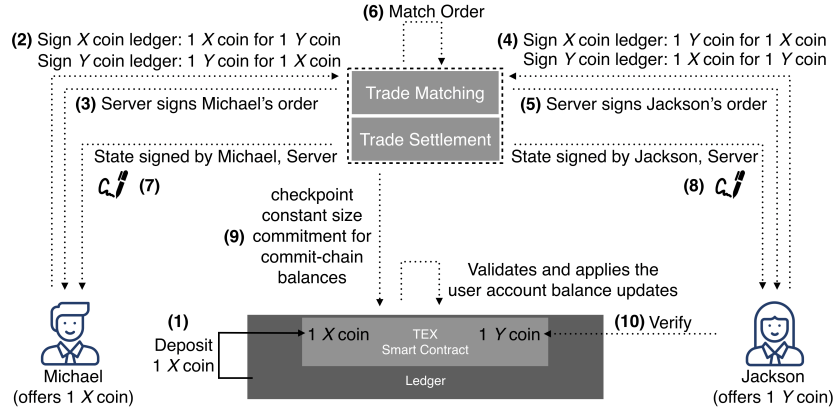 (6) Match Order
(2) Sign X coin ledger: 1 X coin for 1 Y coin
Sign Y coin ledger: 1 Y coin for 1 X coin
(4) Sign X coin ledger: 1 Y coin for 1 X coin
Sign Y coin ledger: 1 X coin for 1 Y coin
Trade Matching
(3) Server signs Michael's order
(5) Server signs Jackson's order
Trade Settlement
State signed by Michael, Server
(7)
State signed by Jackson, Server
(8)
checkpoint
constant size
(9) commitment for
commit-chain
balances
Validates and applies the
user account balance updates
(1)
Deposit
1 X coin
1 X coin
TEX
Smart Contract
1 Y coin
(10) Verify
Ledger
Michael
(offers 1 X coin)
Jackson
(offers 1 Y coin)